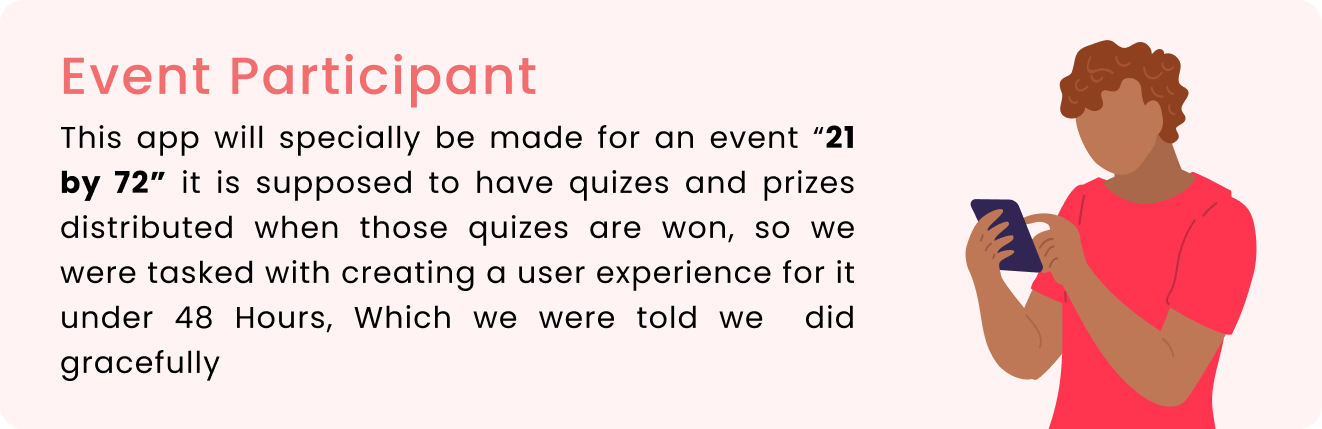 Event Participant
This app will specially be made for an event “21
by 72” it is supposed to have quizes and prizes
distributed when those quizes are won, so we
were tasked with creating a user experience for it
under 48 Hours, Which we were told we did
gracefully